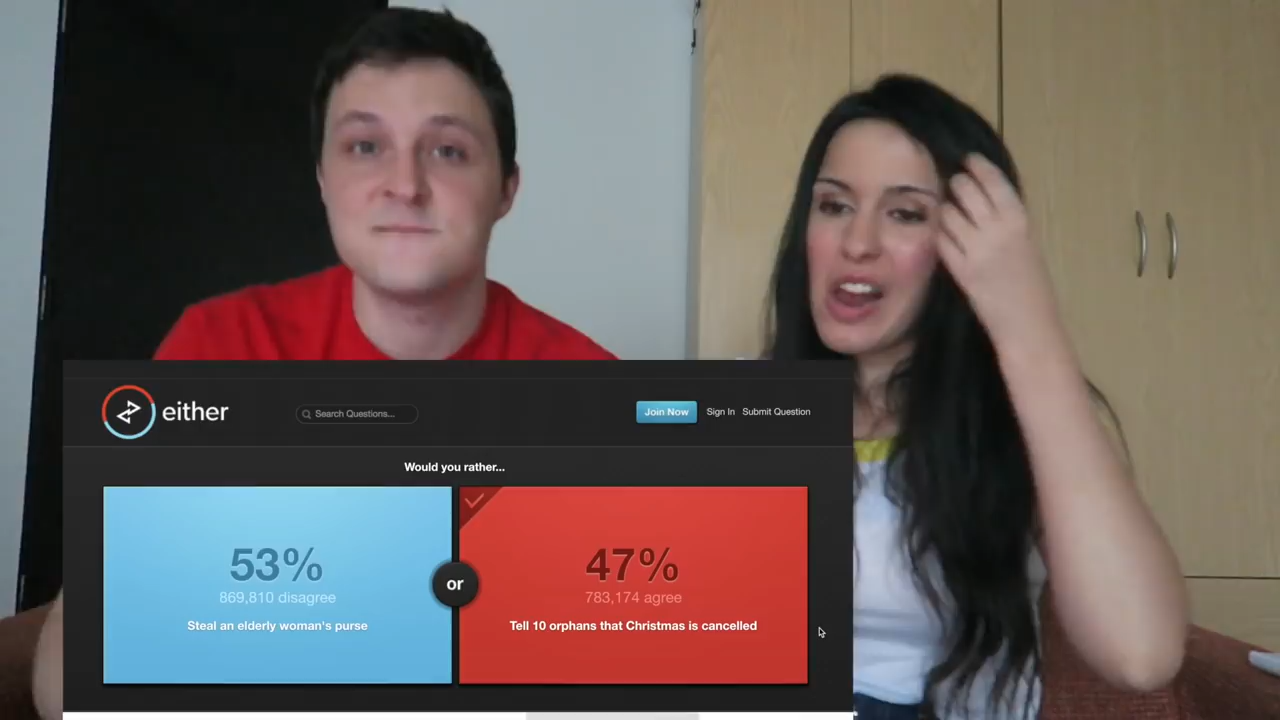 either
Search Questions...
Join Now
Sign In
Submit Question
Would you rather...
53%
869,810 disagree
Steal an elderly woman's purse
or
47%
783,174 agree
Tell 10 orphans that Christmas is cancelled